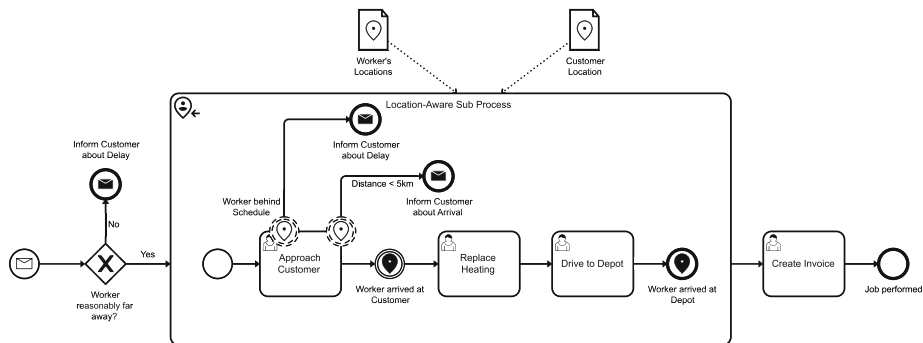 Worker's
Locations
Customer
Location
Location-Aware Sub Process
Inform Customer
about Delay
Inform Customer
about Delay
Distance < 5km
Worker behind
Schedule
Inform Customer
about Arrival
No
Yes
X
Approach
Customer
Replace
Heating
Drive to Depot
Create Invoice
Worker
reasonably far
away?
Worker arrived at
Customer
Worker arrived at
Depot
Job performed